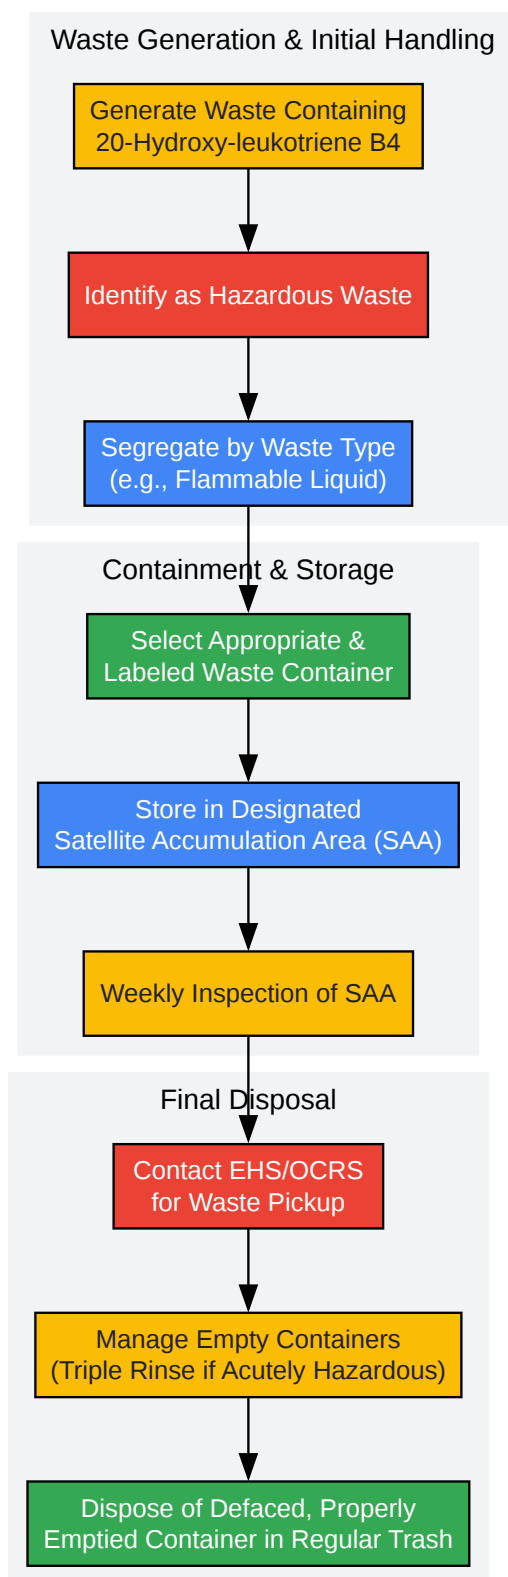 Waste Generation & Initial Handling
Generate Waste Containing
20-Hydroxy-leukotriene B4
Identify as Hazardous Waste
Segregate by Waste Type
(e.g., Flammable Liquid)
Containment & Storage
Select Appropriate &
Labeled Waste Container
Store in Designated
Satellite Accumulation Area (SAA)
Weekly Inspection of SAA
Final Disposal
Contact EHS/OCRS
for Waste Pickup
Manage Empty Containers
(Triple Rinse if Acutely Hazardous)
Dispose of Defaced, Properly
Emptied Container in Regular Trash